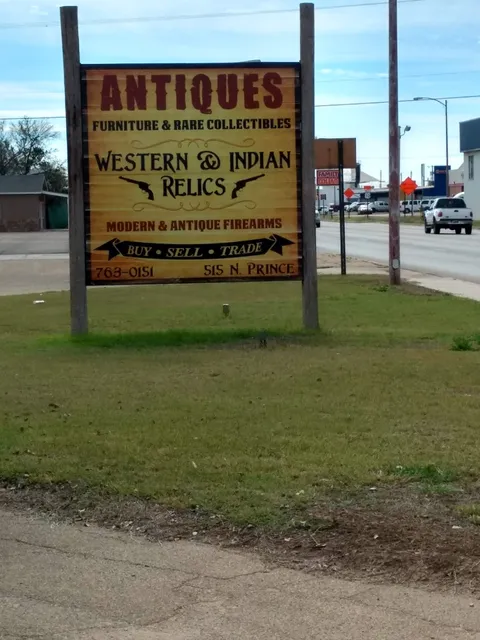 ANTIQUES
FURNITURE & RARE COLLECTIBLES
WESTERN & INDIAN
RELICS
MODERN & ANTIQUE FIREARMS
BUY • SELL • TRADE
763-0151 515 N. PRINCE